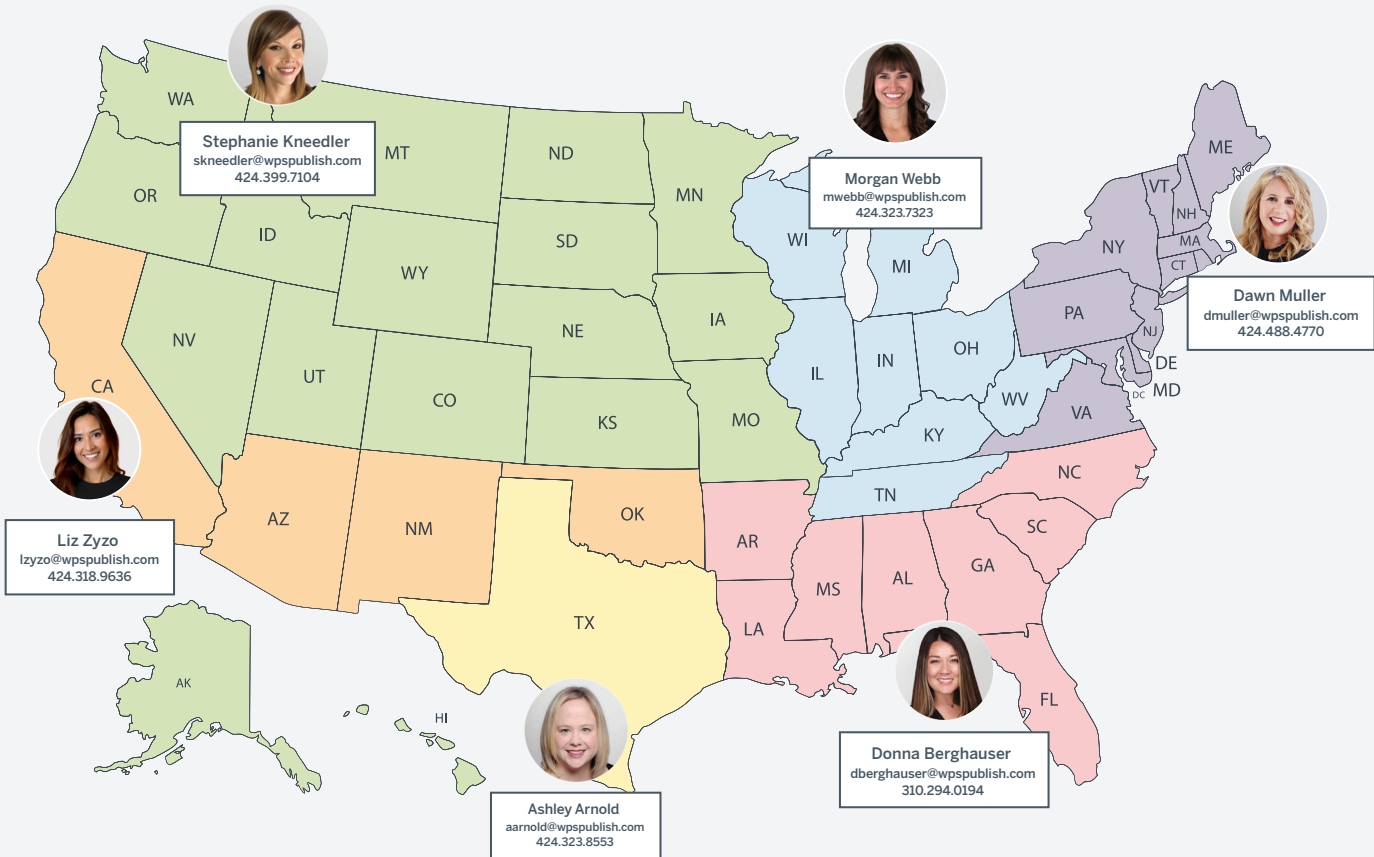 WA
Stephanie Kneedler
skneedler@wpspublish.com
424.399.7104
MT
ND
MN
OR
ID
WY
SD
NV
UT
CO
NE
KS
IA
MO
Morgan Webb
mwebb@wpspublish.com
424.323.7323
WI
MI
IL
IN
OH
WV
KY
TN
ME
VT
NH
NY
MA
CT
PA
NJ
DE
DC MD
VA
Dawn Muller
dmuller@wpspublish.com
424.488.4770
CA
Liz Zyzo
lzyzo@wpspublish.com
424.318.9636
AZ
NM
OK
TX
AR
LA
MS
AL
GA
SC
NC
FL
AK
HI
Ashley Arnold
aarnold@wpspublish.com
424.323.8553
Donna Berghauser
dberghauser@wpspublish.com
310.294.0194